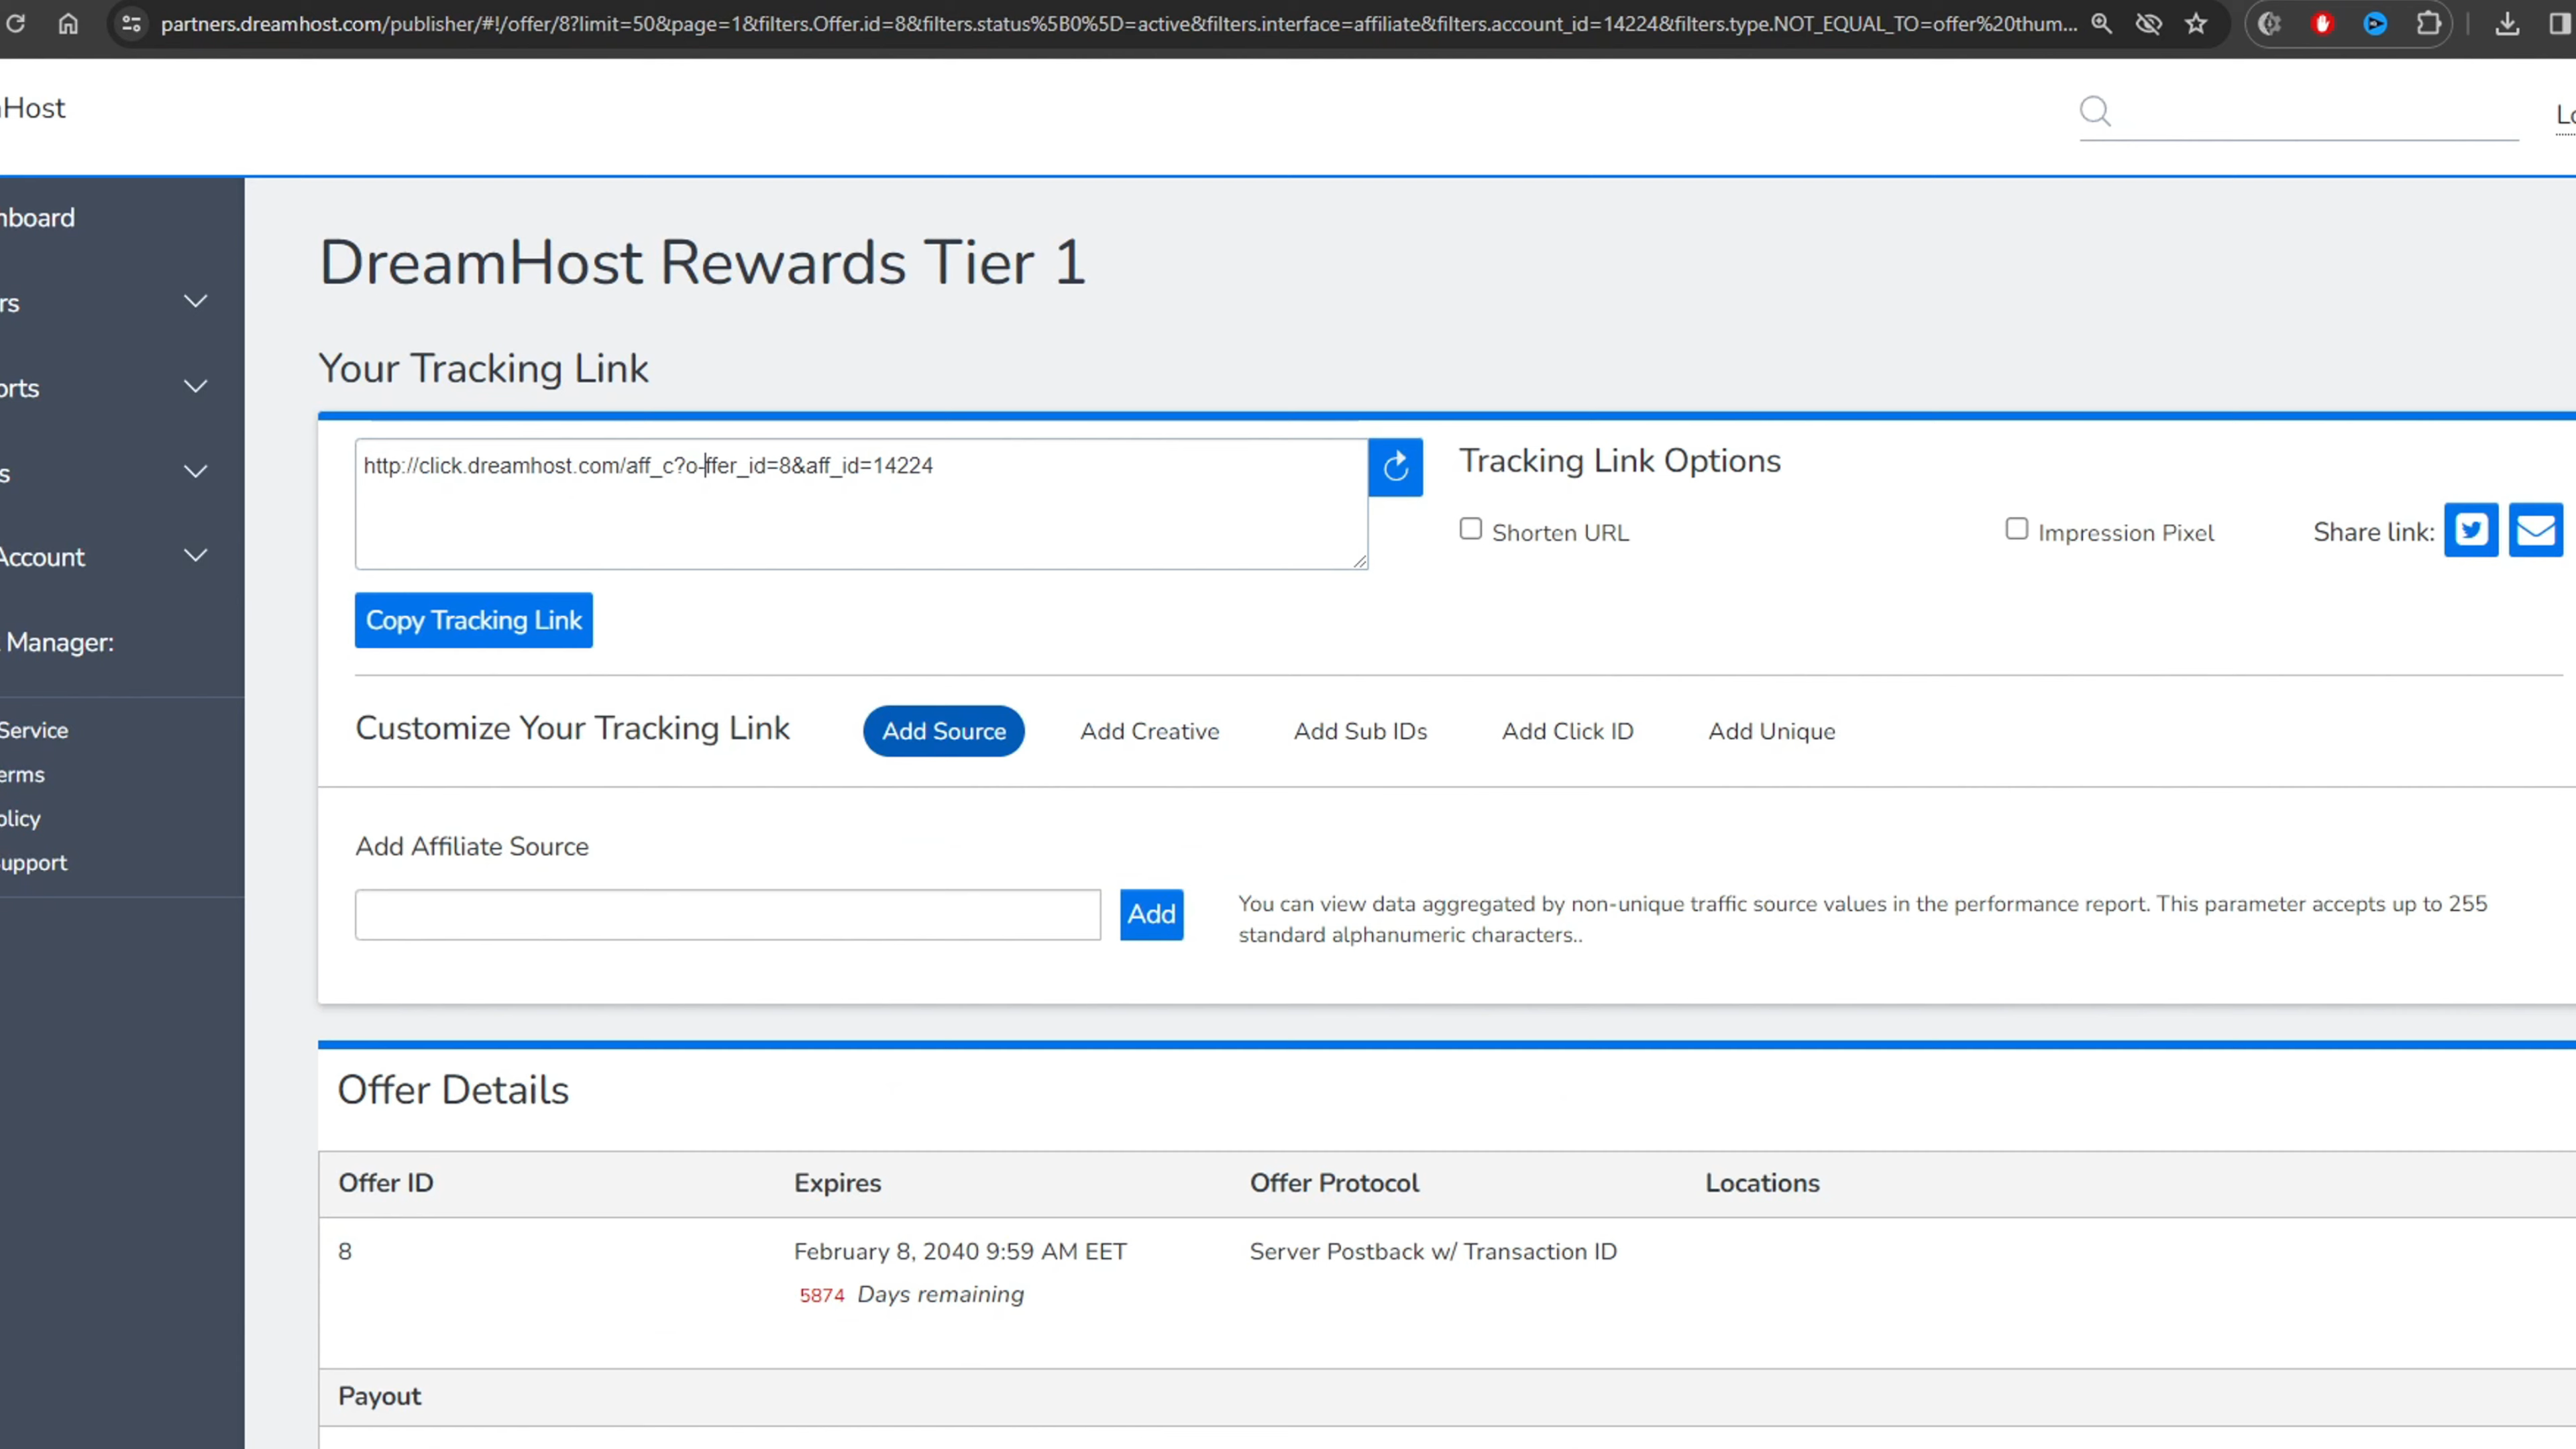 partners.dreamhost.com/publisher/#!/offer/8?limit=50&page=1&filters.Offer.id=8&filters.status%5B0%5D=active&filters.interface=affiliate&filters.account_id=14224&filters.type.NOT_EQUAL_TO=offer%20thum...
Host
Lo
board
rs
orts
s
Account
Manager:
Service
erms
olicy
upport
DreamHost Rewards Tier 1
Your Tracking Link
http://click.dreamhost.com/aff_c?o-ffer_id=8&aff_id=14224
Copy Tracking Link
Tracking Link Options
Shorten URL
Impression Pixel
Share link:
Customize Your Tracking Link
Add Source
Add Creative
Add Sub IDs
Add Click ID
Add Unique
Add Affiliate Source
Add
You can view data aggregated by non-unique traffic source values in the performance report. This parameter accepts up to 255
standard alphanumeric characters..
Offer Details
Offer ID
Expires
Offer Protocol
Locations
8
February 8, 2040 9:59 AM EET
Server Postback w/ Transaction ID
5874 Days remaining
Payout